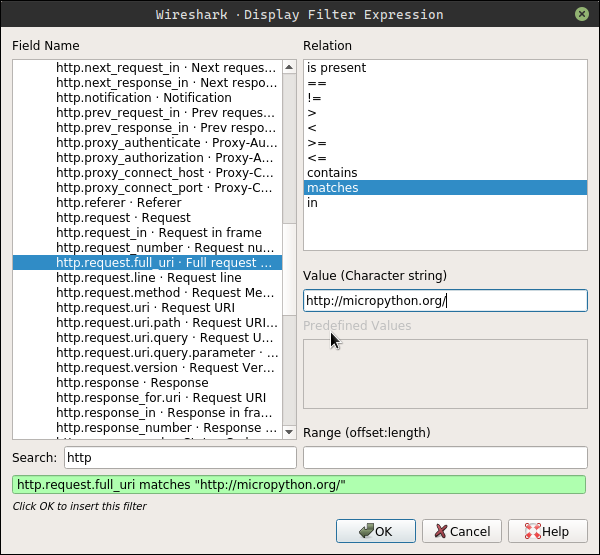 Wireshark · Display Filter Expression
Field Name
http.next_request_in · Next reques…
http.next_response_in · Next respo…
http.notification · Notification
http.prev_request_in · Prev reques…
http.prev_response_in · Prev respo…
http.proxy_authenticate · Proxy-Au…
http.proxy_authorization · Proxy-A…
http.proxy_connect_host · Proxy-C…
http.proxy_connect_port · Proxy-C…
http.referer · Referer
http.request · Request
http.request_in · Request in frame
http.request_number · Request nu…
http.request.full_uri · Full request …
http.request.line · Request line
http.request.method · Request Me…
http.request.uri · Request URI
http.request.uri.path · Request URI…
http.request.uri.query · Request U…
http.request.uri.query.parameter · …
http.request.version · Request Ver…
http.response · Response
http.response_for.uri · Request URI
http.response_in · Response in fra…
http.response_number · Response …
Search: http
Relation
is present
==
!=
>
<
>=
<=
contains
matches
in
Value (Character string)
http://micropython.org/
Predefined Values
Range (offset:length)
http.request.full_uri matches "http://micropython.org/"
Click OK to insert this filter
OK
Cancel
Help